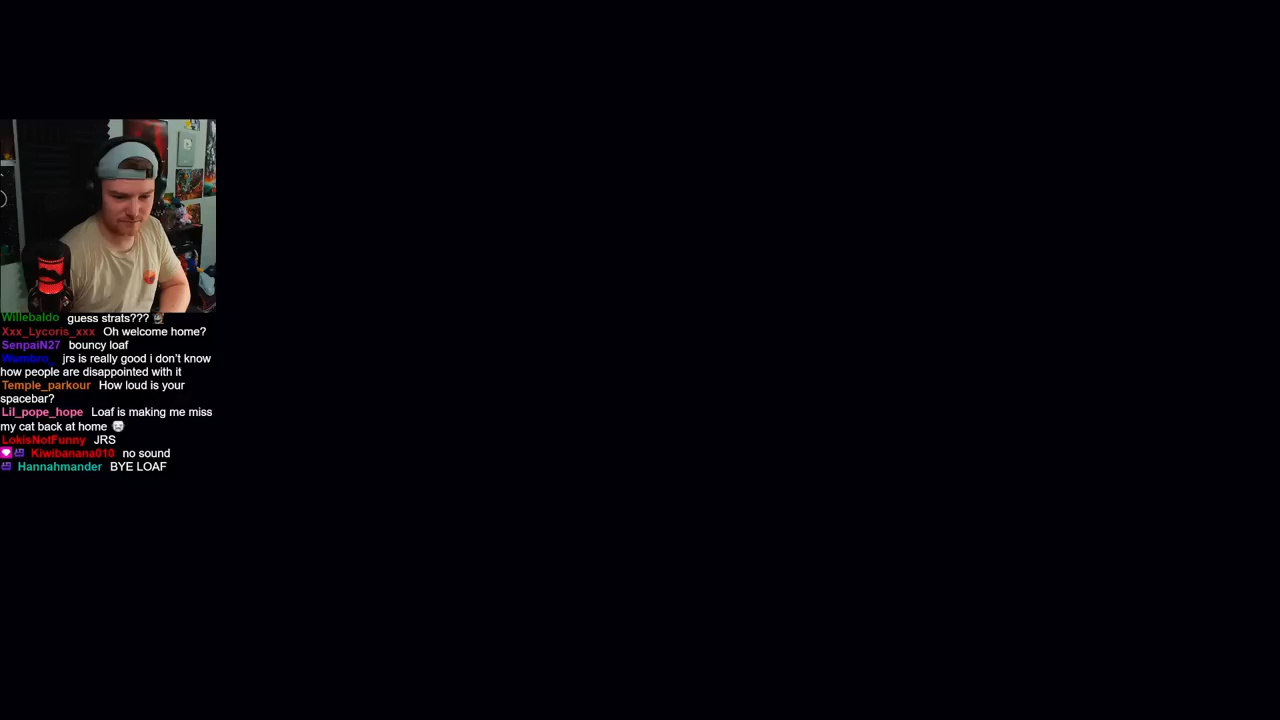 Willebaldo guess strats???
Xxx_Lycoris_xxx Oh welcome home?
SenpaiN27 bouncy loaf
Wumbro_ jrs is really good i don't know
how people are disappointed with it
Temple_parkour How loud is your
spacebar?
Lil_pope_hope Loaf is making me miss
my cat back at home
LokisNotFunny JRS
Kiwibanana010 no sound
Hannahmander BYE LOAF